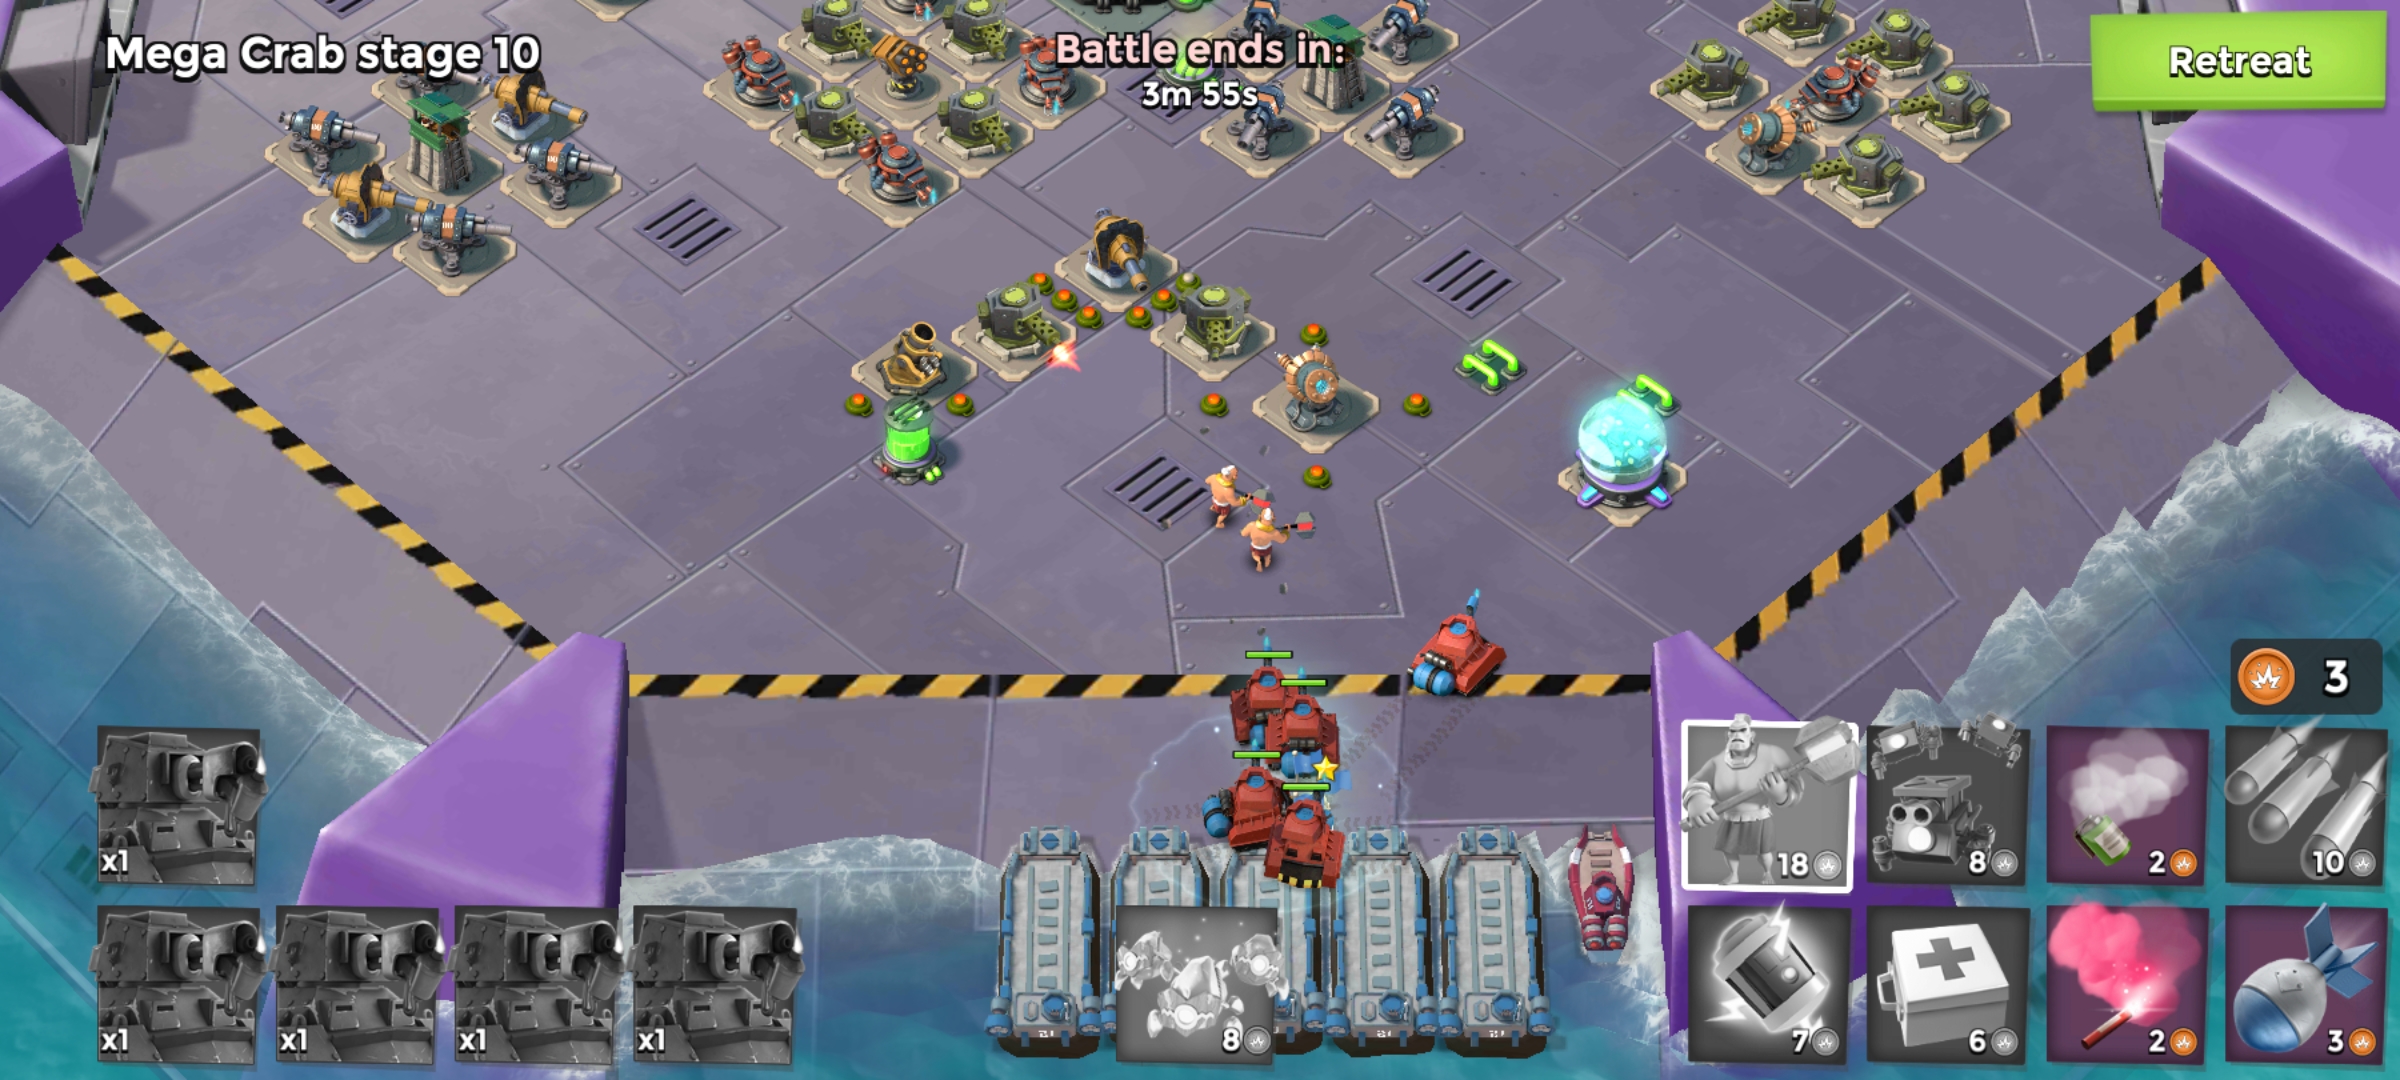 Mega Crab stage 10
Battle ends in:
3m 55s
Retreat
3
x1
18
8
2
10
x1
x1
x1
x1
8
7
6
2
3